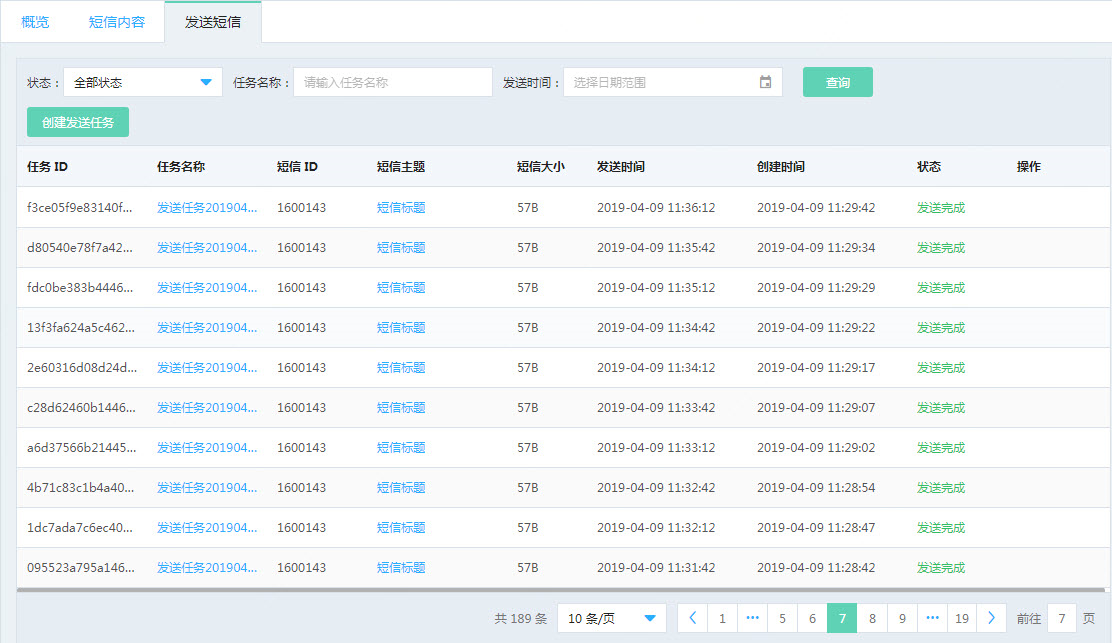 概览 短信内容 发送短信
状态： 全部状态 任务名称： 请输入任务名称 发送时间： 选择日期范围 查询
创建发送任务
任务 ID 任务名称 短信 ID 短信主题 短信大小 发送时间 创建时间 状态 操作
f3ce05f9e83140f... 发送任务201904... 1600143 短信标题 57B 2019-04-09 11:36:12 2019-04-09 11:29:42 发送完成
d80540e78f7a42... 发送任务201904... 1600143 短信标题 57B 2019-04-09 11:35:42 2019-04-09 11:29:34 发送完成
fdc0be383b4446... 发送任务201904... 1600143 短信标题 57B 2019-04-09 11:35:12 2019-04-09 11:29:29 发送完成
13f3fa624a5c462... 发送任务201904... 1600143 短信标题 57B 2019-04-09 11:34:42 2019-04-09 11:29:22 发送完成
2e60316d08d24d... 发送任务201904... 1600143 短信标题 57B 2019-04-09 11:34:12 2019-04-09 11:29:17 发送完成
c28d62460b1446... 发送任务201904... 1600143 短信标题 57B 2019-04-09 11:33:42 2019-04-09 11:29:07 发送完成
a6d37566b21445... 发送任务201904... 1600143 短信标题 57B 2019-04-09 11:33:12 2019-04-09 11:29:02 发送完成
4b71c83c1b4a40... 发送任务201904... 1600143 短信标题 57B 2019-04-09 11:32:42 2019-04-09 11:28:54 发送完成
1dc7ada7c6ec40... 发送任务201904... 1600143 短信标题 57B 2019-04-09 11:32:12 2019-04-09 11:28:47 发送完成
095523a795a146... 发送任务201904... 1600143 短信标题 57B 2019-04-09 11:31:42 2019-04-09 11:28:42 发送完成
共 189 条 10 条/页 1 ... 5 6 7 8 9 ... 19 前往 7 页